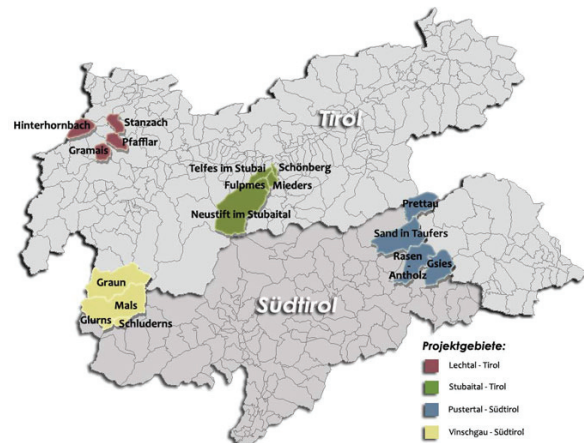 Tirol
Hinterhornbach
Stanzach
Pfafflar
Gramais
Telfes im Stubai
Schönberg
Fulpmes
Mieders
Neustift im Stubaital
Prettau
Sand in Taufers
Rasen
Gsies
Antholz
Graun
Mals
Glurns
Schluderns
Südtirol
Projektgebiete:
Lechtal - Tirol
Stubaital - Tirol
Pustertal - Südtirol
Vinschgau - Südtirol